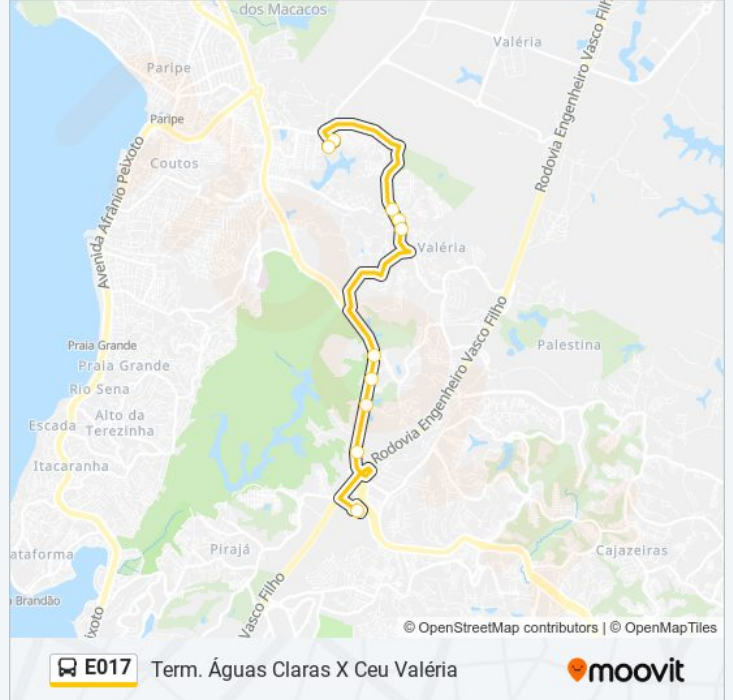 dos Macacos
Valéria
Paripe
Rodovia Engenheiro Vasco Filh
Paripe
Coutos
Avenida Afrânio Peixoto
Valéria
Praia Grande
Praia Grande
Rio Sena
Palestina
Escada
Alto da
Terezinha
Itacaranha
Rodovia Engenheiro Vasco Filho
Pirajá
Cajazeiras
ataforma
Brandão
Vasco Filho
ixoto
© OpenStreetMap contributors | © OpenMapTiles
E017 Term. Águas Claras X Ceu Valéria
moovit